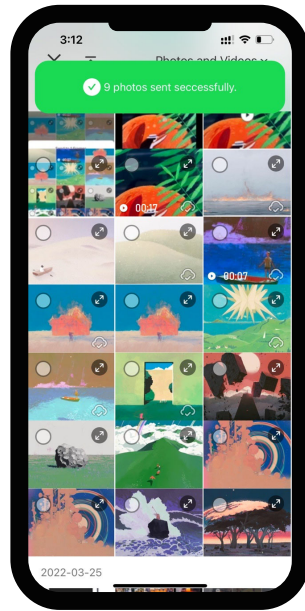 3:12
Photos and Videos
9 photos sent seccessfully.
00:17
00:07
2022-03-25